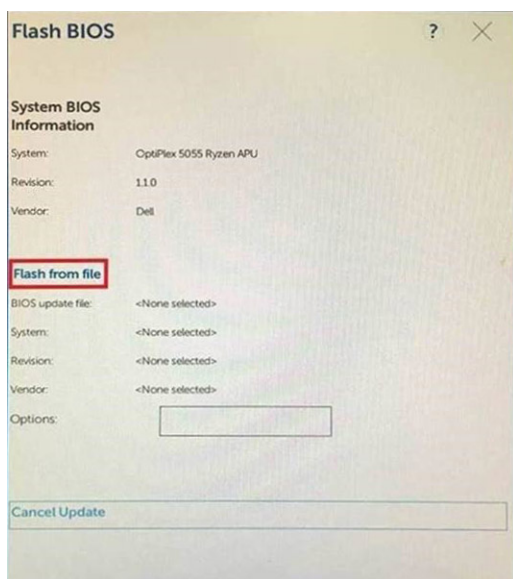 Flash BIOS ?
System BIOS
Information
System: OptiPlex 5055 Ryzen APU
Revision: 1.1.0
Vendor: Dell
Flash from file
BIOS update file: <None selected>
System: <None selected>
Revision: <None selected>
Vendor: <None selected>
Options:
Cancel Update